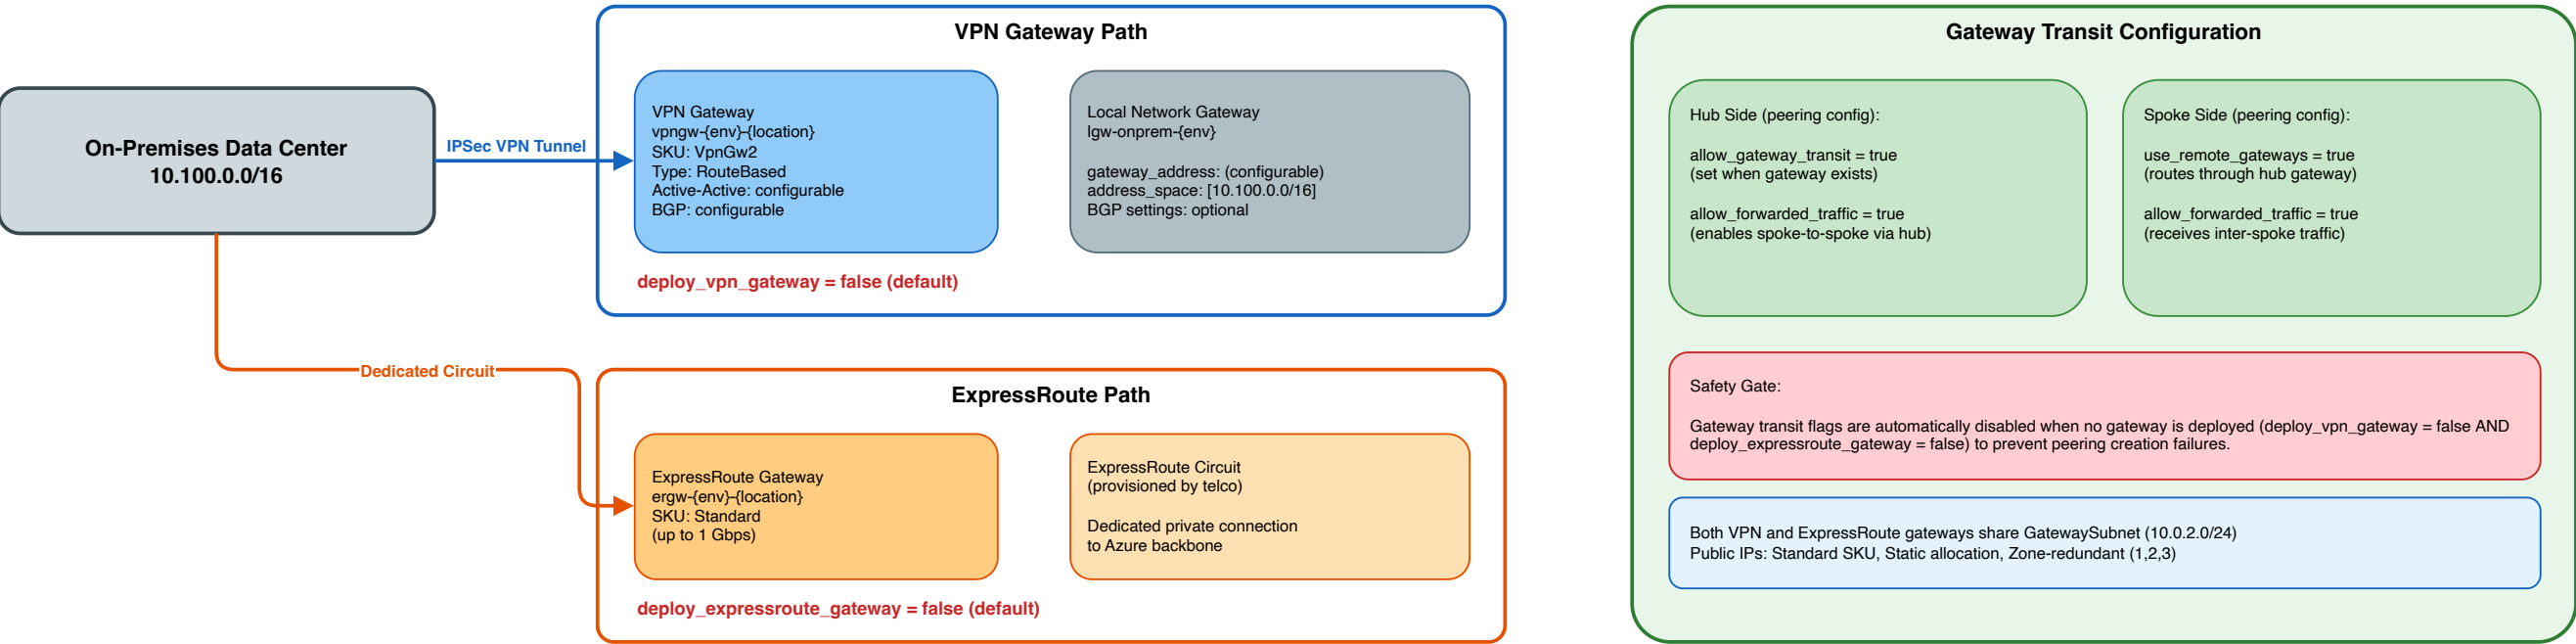 On-Premises Data Center
10.100.0.0/16
IPSec VPN Tunnel
Dedicated Circuit
VPN Gateway Path
VPN Gateway
vpngw-{env}-{location}
SKU: VpnGw2
Type: RouteBased
Active-Active: configurable
BGP: configurable
Local Network Gateway
lgw-onprem-{env}
gateway_address: (configurable)
address_space: [10.100.0.0/16]
BGP settings: optional
deploy_vpn_gateway = false (default)
ExpressRoute Path
ExpressRoute Gateway
ergw-{env}-{location}
SKU: Standard
(up to 1 Gbps)
ExpressRoute Circuit
(provisioned by telco)
Dedicated private connection
to Azure backbone
deploy_expressroute_gateway = false (default)
Gateway Transit Configuration
Hub Side (peering config):
allow_gateway_transit = true
(set when gateway exists)
allow_forwarded_traffic = true
(enables spoke-to-spoke via hub)
Spoke Side (peering config):
use_remote_gateways = true
(routes through hub gateway)
allow_forwarded_traffic = true
(receives inter-spoke traffic)
Safety Gate:
Gateway transit flags are automatically disabled when no gateway is deployed (deploy_vpn_gateway = false AND
deploy_expressroute_gateway = false) to prevent peering creation failures.
Both VPN and ExpressRoute gateways share GatewaySubnet (10.0.2.0/24)
Public IPs: Standard SKU, Static allocation, Zone-redundant (1,2,3)